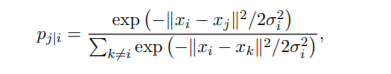 p_{j|i} = \frac{\exp\left(-\|x_i - x_j\|^2/2\sigma_i^2\right)}{\sum_{k \neq i} \exp\left(-\|x_i - x_k\|^2/2\sigma_i^2\right)},